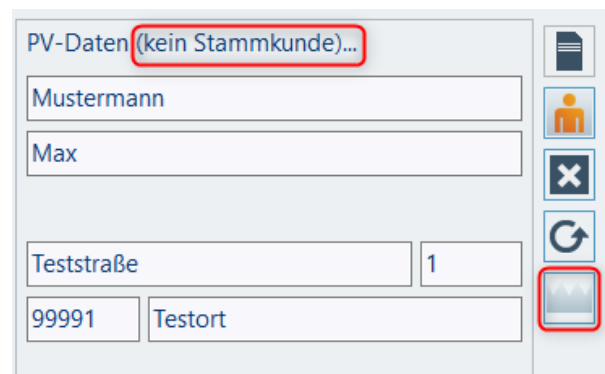 PV-Daten (kein Stammkunde)...
Mustermann
Max
Teststraße 1
99991 Testort